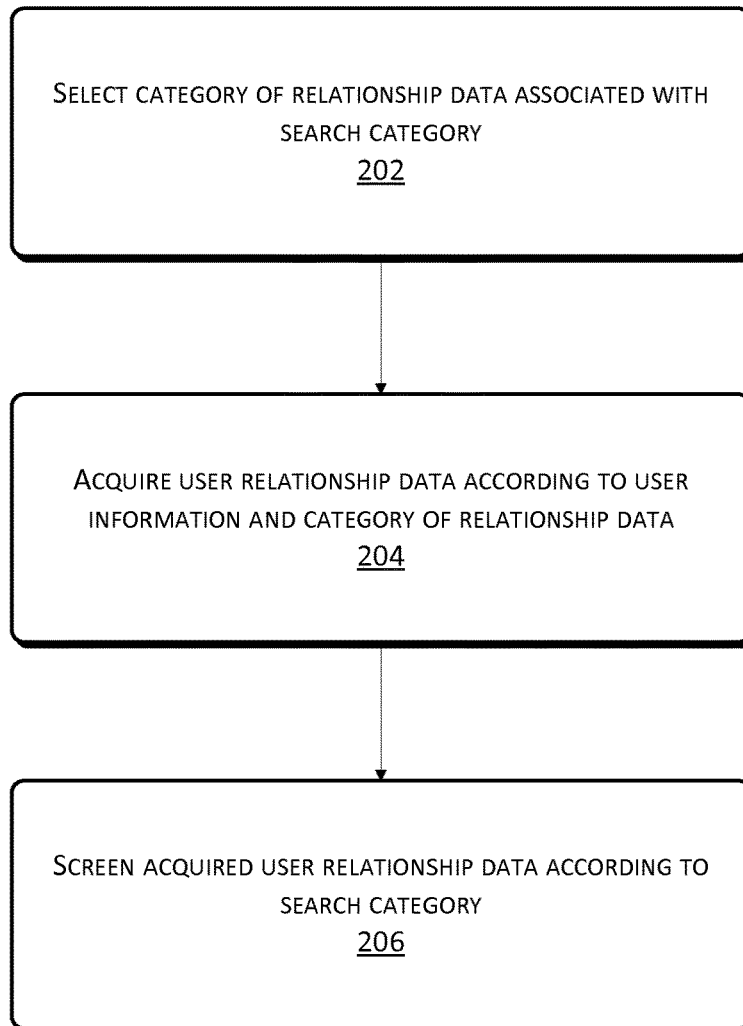 SELECT CATEGORY OF RELATIONSHIP DATA ASSOCIATED WITH
SEARCH CATEGORY
202
ACQUIRE USER RELATIONSHIP DATA ACCORDING TO USER
INFORMATION AND CATEGORY OF RELATIONSHIP DATA
204
SCREEN ACQUIRED USER RELATIONSHIP DATA ACCORDING TO
SEARCH CATEGORY
206